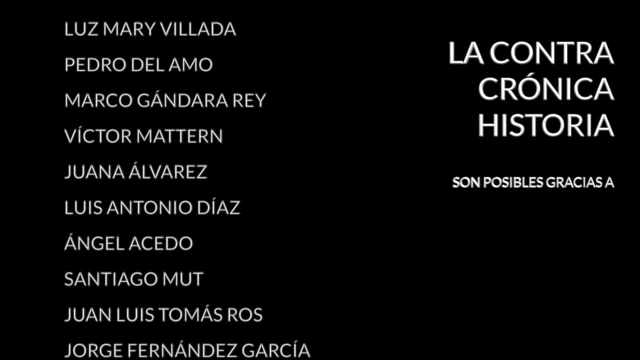 LUZ MARY VILLADA
PEDRO DEL AMO
MARCO GÁNDARA REY
VÍCTOR MATTERN
JUANA ÁLVAREZ
LUIS ANTONIO DÍAZ
ÁNGEL ACEDO
SANTIAGO MUT
JUAN LUIS TOMÁS ROS
JORGE FERNÁNDEZ GARCÍA
LA CONTRA
CRÓNICA
HISTORIA
SON POSIBLES GRACIAS A